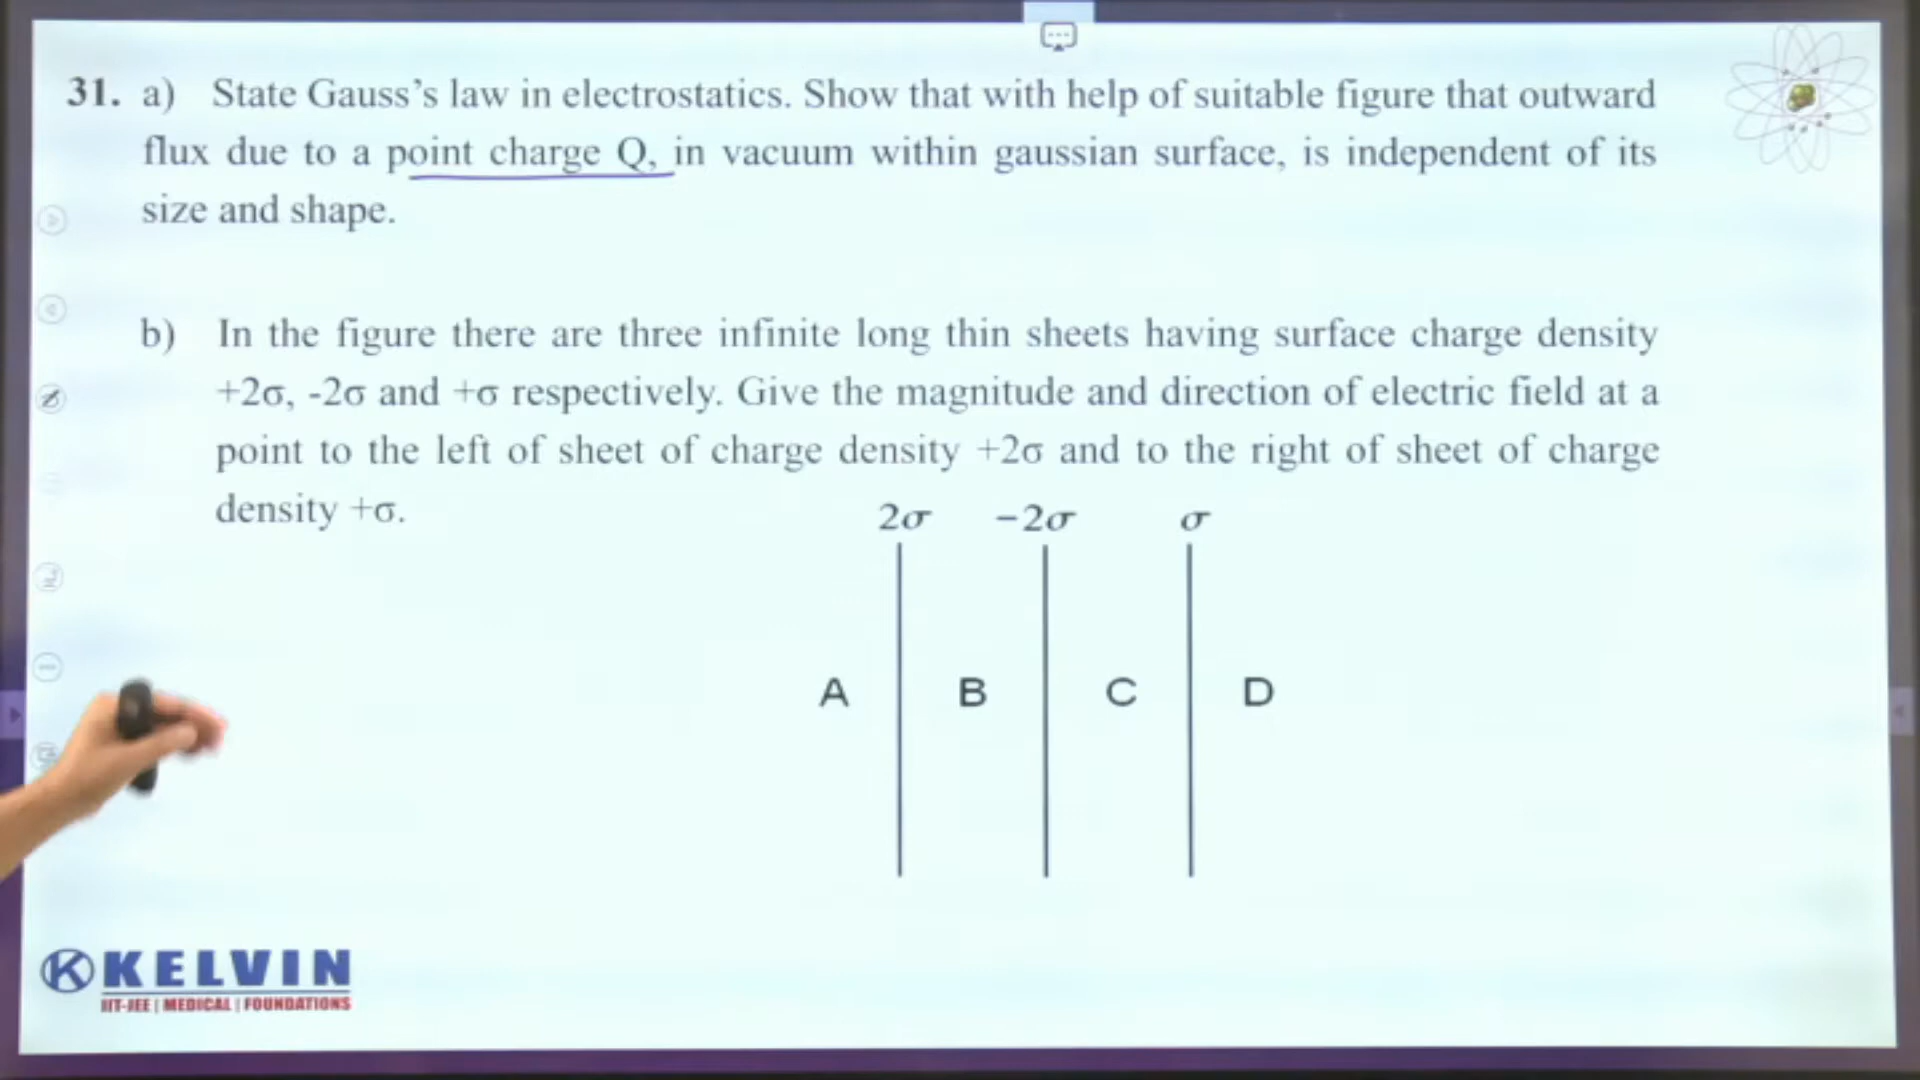 31. a) State Gauss's law in electrostatics. Show that with help of suitable figure that outward
flux due to a point charge Q, in vacuum within gaussian surface, is independent of its
size and shape.
b) In the figure there are three infinite long thin sheets having surface charge density
+2σ, -2σ and +σ respectively. Give the magnitude and direction of electric field at a
point to the left of sheet of charge density +2σ and to the right of sheet of charge
density +σ.
2σ -2σ σ
A B C D
KELVIN
IIT-JEE | MEDICAL | FOUNDATIONS